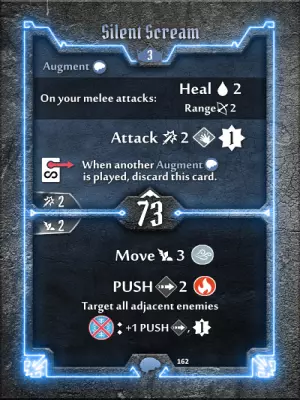 Silent Scream
3
Augment
On your melee attacks:
Heal 2
Range 2
Attack 2
1
S
When another Augment
is played, discard this card.
2
73
2
Move 3
PUSH 2
Target all adjacent enemies
: +1 PUSH , 1
162